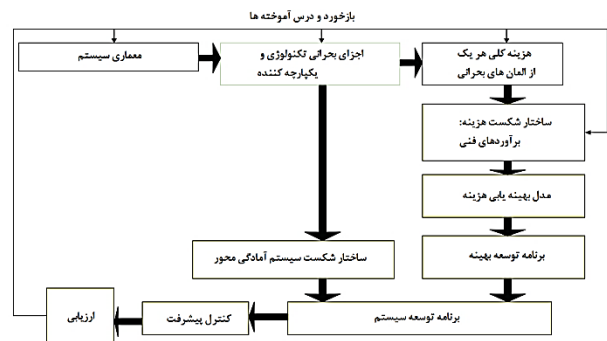 بازخورد و درس آموخته ها
معماری سیستم
اجزای بحرانی تکنولوژی و
یکپارچه کننده
هزینه کلی هر یک
از المان های بحرانی
ساختار شکست هزینه:
برآوردهای فنی
مدل بهینه یابی هزینه
ساختار شکست سیستم آمادگی محور
برنامه توسعه بهینه
ارزیابی
کنترل پیشرفت
برنامه توسعه سیستم